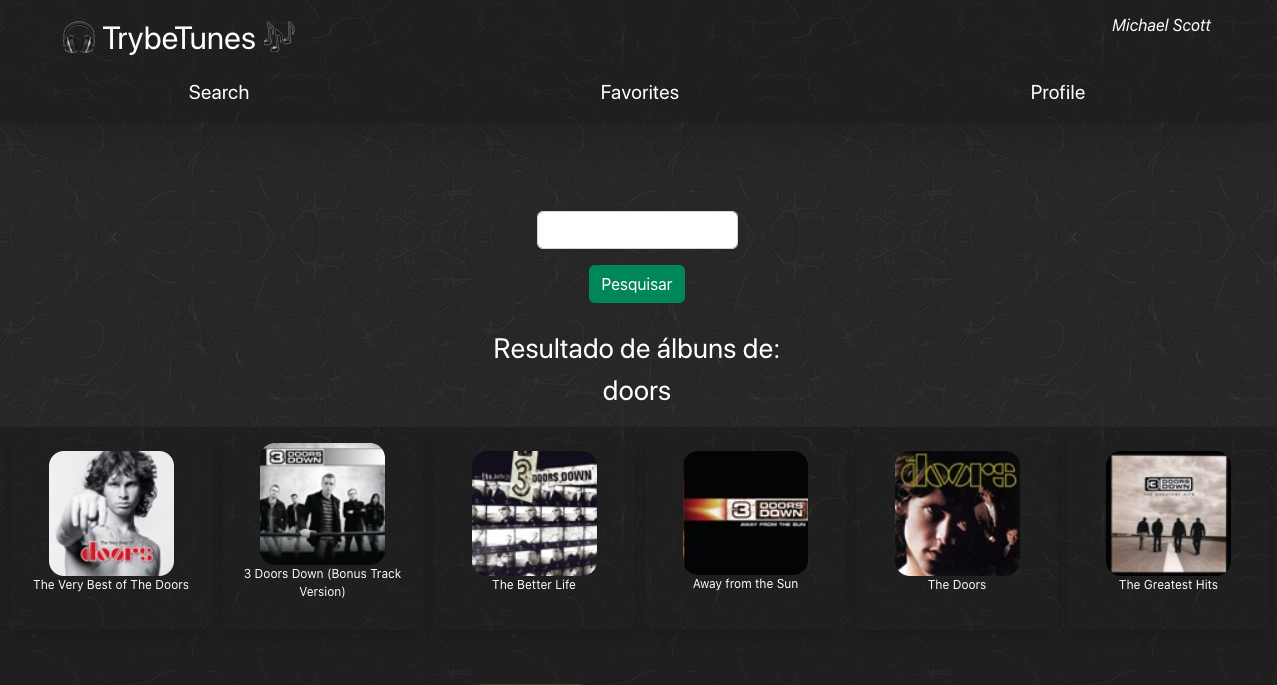 TrybeTunes
Michael Scott
Search
Favorites
Profile
Pesquisar
Resultado de álbuns de:
doors
The Very Best Of
doors
The Very Best of The Doors
3 DOORS DOWN
3 Doors Down (Bonus Track
Version)
the better life
3 DOORS DOWN
The Better Life
3 DOORS DOWN
AWAY FROM THE SUN
Away from the Sun
doors
The Doors
3 DOORS DOWN
THE GREATEST HITS
The Greatest Hits